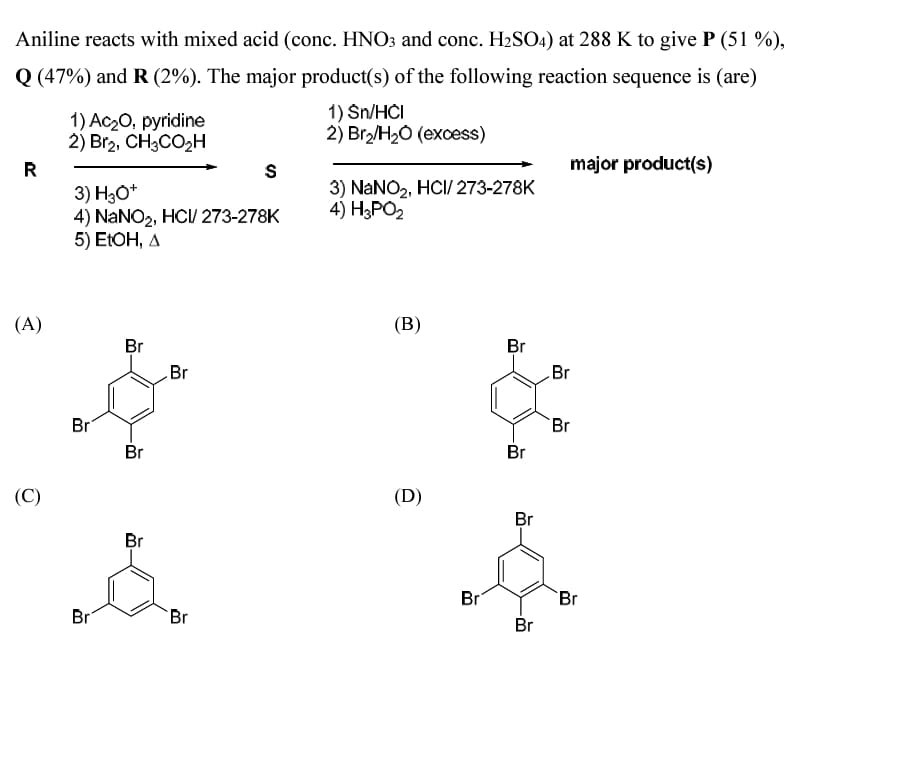 Aniline reacts with mixed acid (conc. HNO₃ and conc. H₂SO₄) at 288 K to give P (51 %),
Q (47%) and R (2%). The major product(s) of the following reaction sequence is (are)
R
1) Ac₂O, pyridine
2) Br₂, CH₃CO₂H
3) H₃O⁺
4) NaNO₂, HCl/ 273-278K
5) EtOH, Δ
S
1) Sn/HCl
2) Br₂/H₂O (excess)
3) NaNO₂, HCl/ 273-278K
4) H₃PO₂
major product(s)
(A)
Br
Br
Br
Br
(B)
Br
Br
Br
Br
(C)
Br
Br
Br
(D)
Br
Br
Br
Br